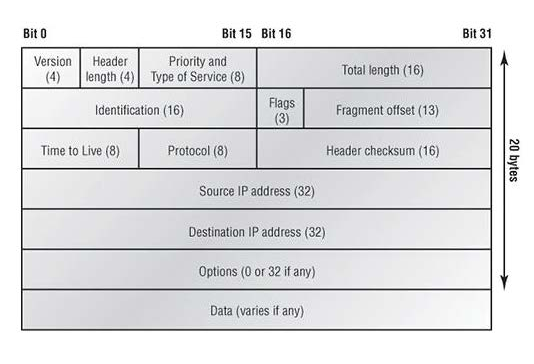 Bit 0 Bit 15 Bit 16 Bit 31
Version (4) Header length (4) Priority and Type of Service (8) Total length (16)
Identification (16) Flags (3) Fragment offset (13)
Time to Live (8) Protocol (8) Header checksum (16)
Source IP address (32)
Destination IP address (32)
Options (0 or 32 if any)
Data (varies if any)
20 bytes